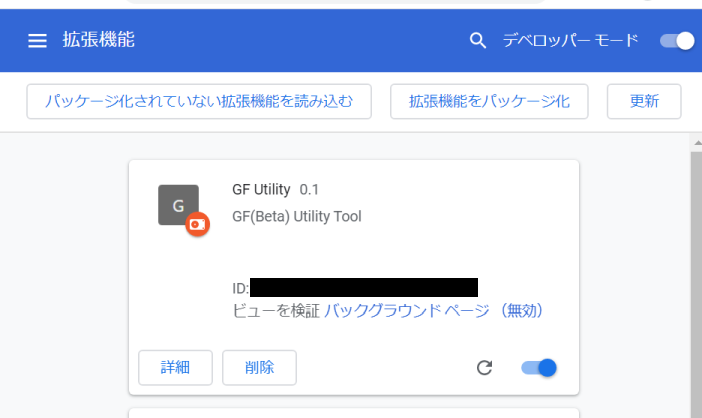 拡張機能
デベロッパー モード
パッケージ化されていない拡張機能を読み込む
拡張機能をパッケージ化
更新
G
GF Utility 0.1
GF(Beta) Utility Tool
ID:
ビューを検証 バックグラウンド ページ （無効）
詳細
削除